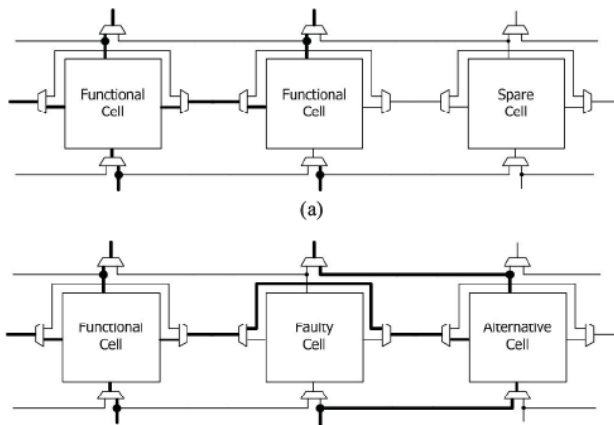 Functional
Cell
Functional
Cell
Spare
Cell
(a)
Functional
Cell
Faulty
Cell
Alternative
Cell